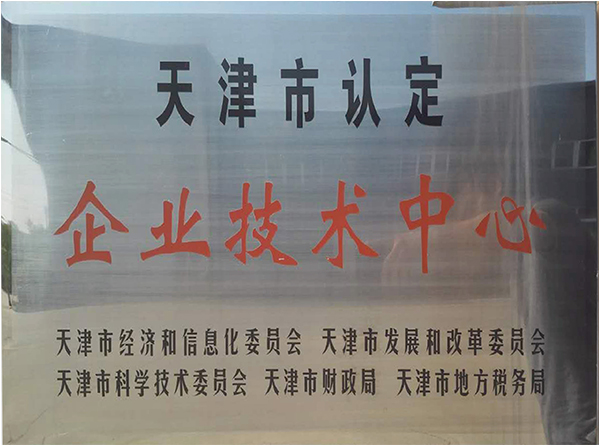 天津市认定
企业技术中心
天津市经济和信息化委员会 天津市发展和改革委员会
天津市科学技术委员会 天津市财政局 天津市地方税务局